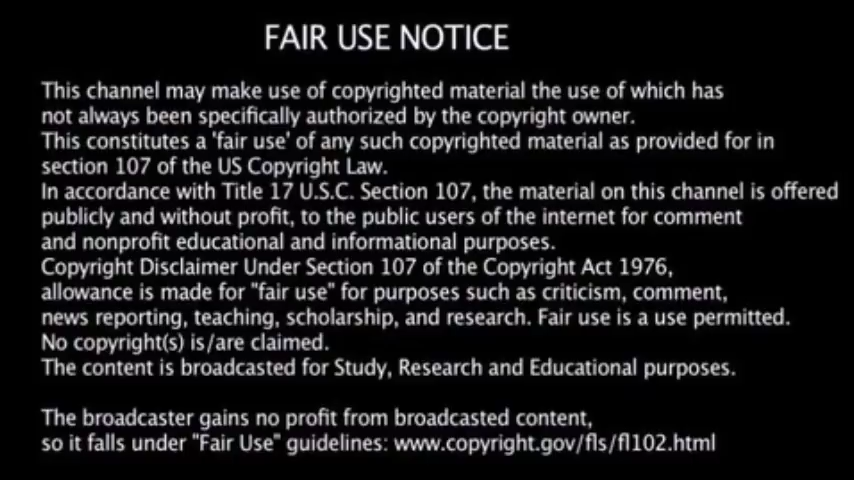 FAIR USE NOTICE
This channel may make use of copyrighted material the use of which has
not always been specifically authorized by the copyright owner.
This constitutes a 'fair use' of any such copyrighted material as provided for in
section 107 of the US Copyright Law.
In accordance with Title 17 U.S.C. Section 107, the material on this channel is offered
publicly and without profit, to the public users of the internet for comment
and nonprofit educational and informational purposes.
Copyright Disclaimer Under Section 107 of the Copyright Act 1976,
allowance is made for "fair use" for purposes such as criticism, comment,
news reporting, teaching, scholarship, and research. Fair use is a use permitted.
No copyright(s) is/are claimed.
The content is broadcasted for Study, Research and Educational purposes.
The broadcaster gains no profit from broadcasted content,
so it falls under "Fair Use" guidelines: www.copyright.gov/fls/fl102.html